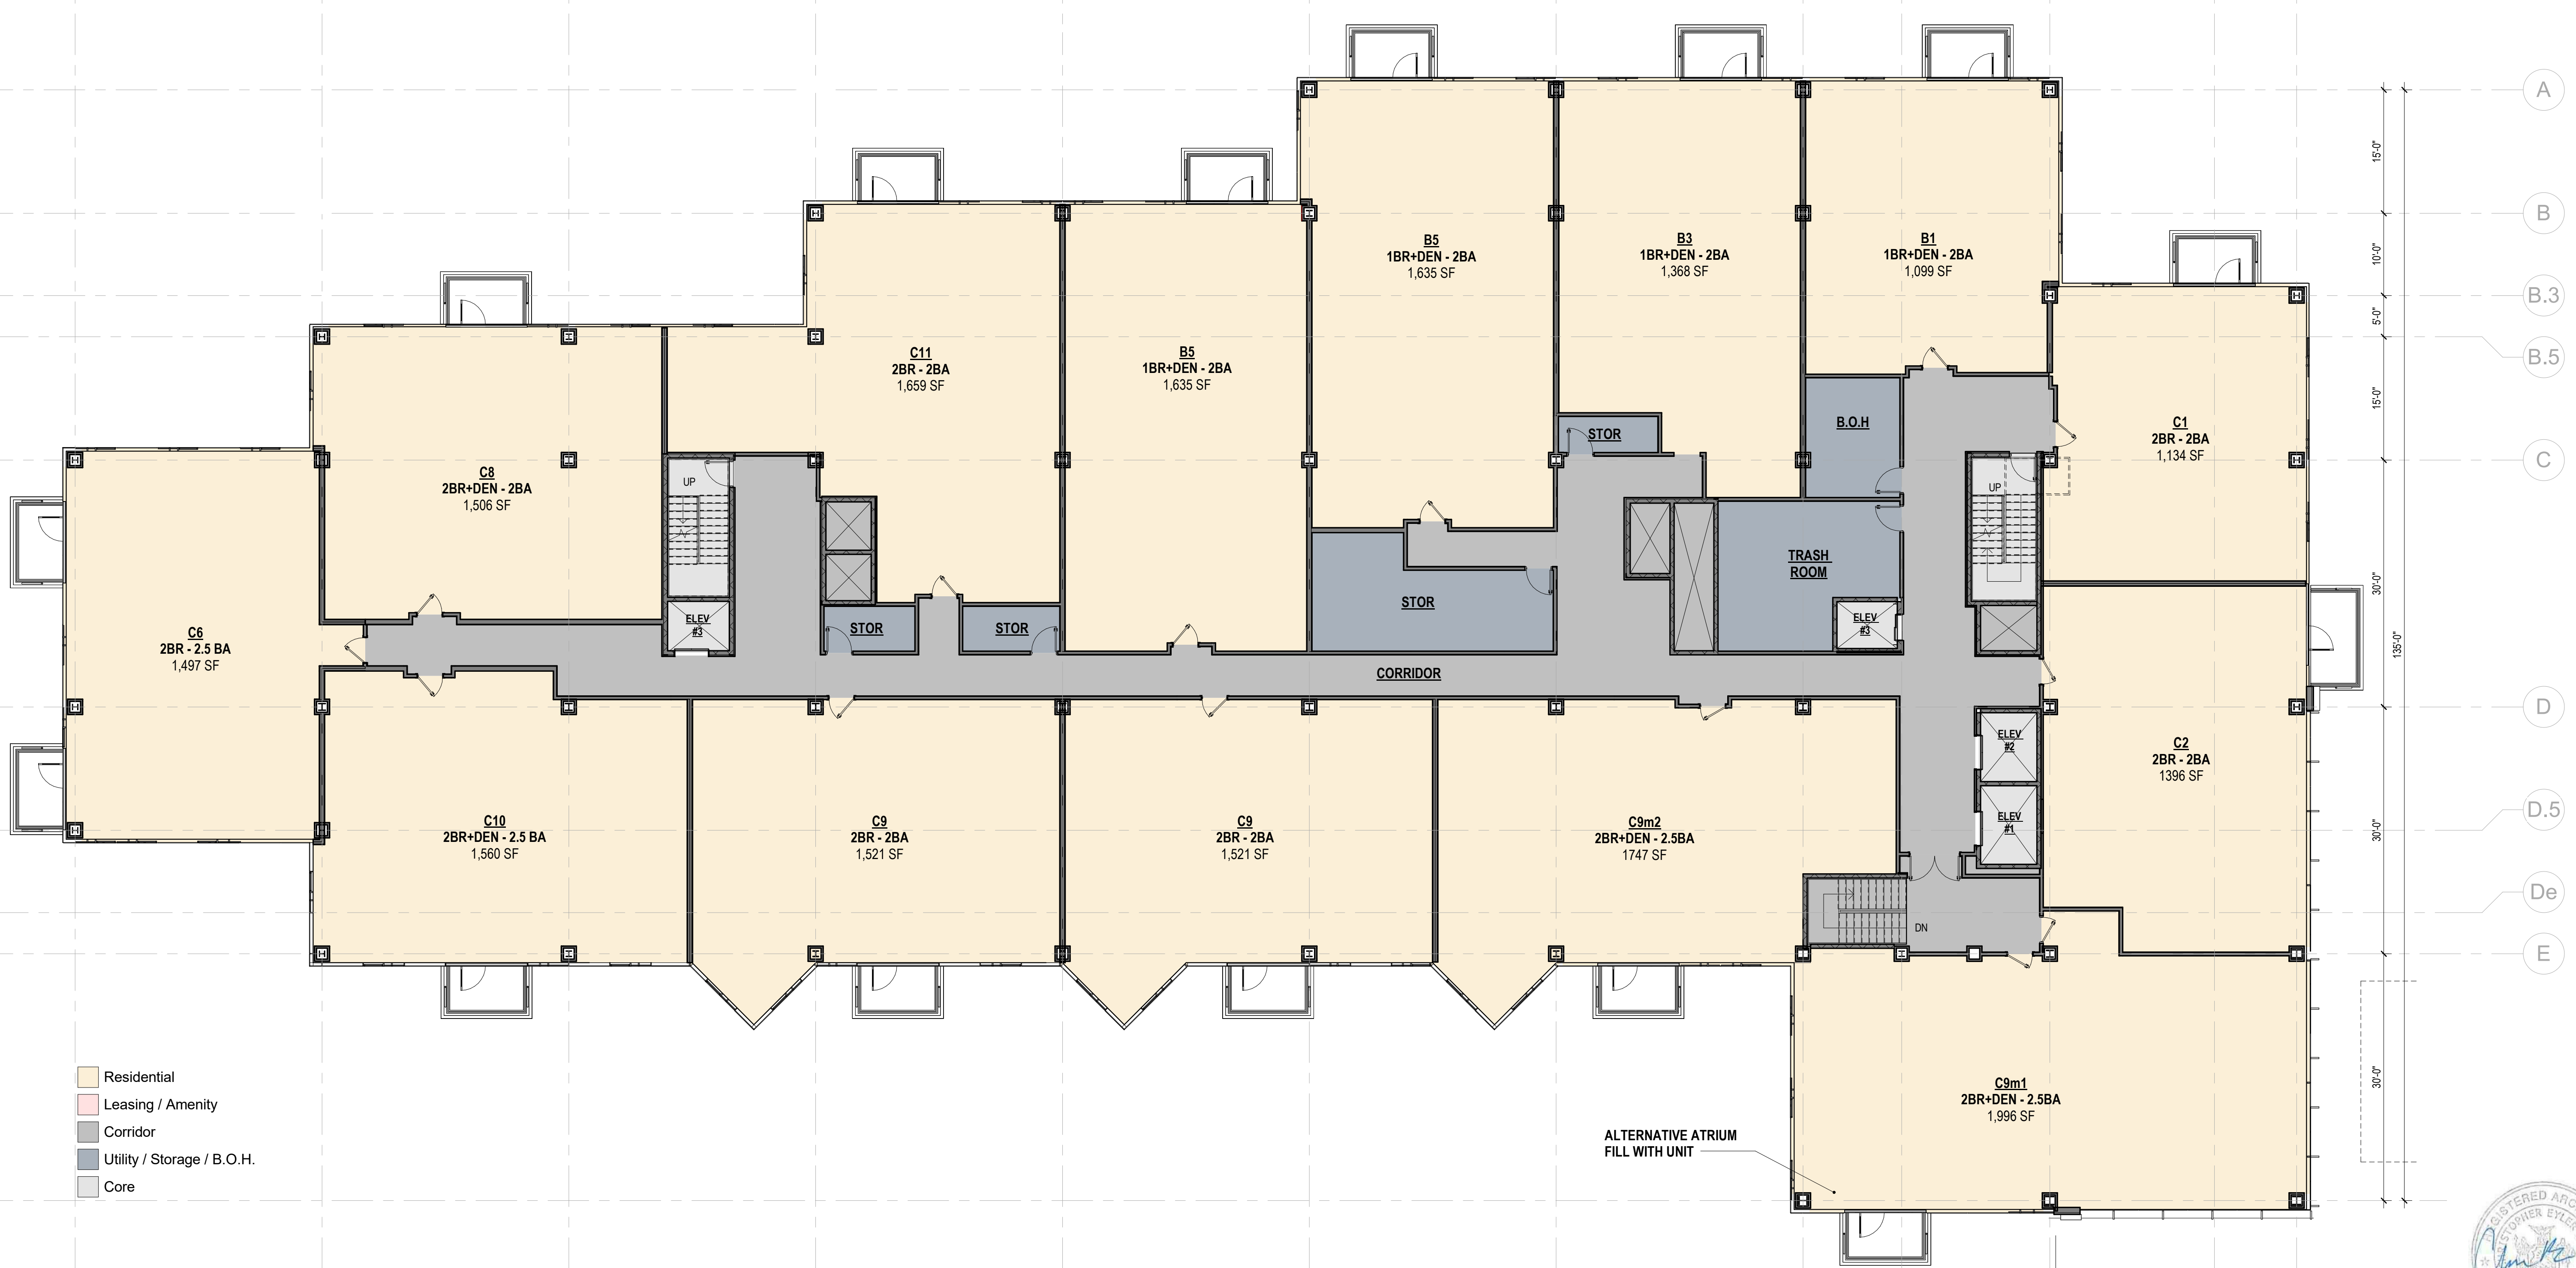 A
15'-0"
B
10'-0"
B.3
5'-0"
B.5
15'-0"
C
30'-0"
135'-0"
D
D.5
30'-0"
De
E
30'-0"
B5
1BR+DEN - 2BA
1,635 SF
B3
1BR+DEN - 2BA
1,368 SF
B1
1BR+DEN - 2BA
1,099 SF
C11
2BR - 2BA
1,659 SF
B5
1BR+DEN - 2BA
1,635 SF
C1
2BR - 2BA
1,134 SF
C8
2BR+DEN - 2BA
1,506 SF
STOR
B.O.H
UP
UP
TRASH
ROOM
STOR
ELEV
#3
STOR
STOR
ELEV
#3
C6
2BR - 2.5 BA
1,497 SF
CORRIDOR
ELEV
#2
ELEV
#1
C2
2BR - 2BA
1396 SF
C10
2BR+DEN - 2.5 BA
1,560 SF
C9
2BR - 2BA
1,521 SF
C9
2BR - 2BA
1,521 SF
C9m2
2BR+DEN - 2.5BA
1747 SF
DN
C9m1
2BR+DEN - 2.5BA
1,996 SF
ALTERNATIVE ATRIUM
FILL WITH UNIT
Residential
Leasing / Amenity
Corridor
Utility / Storage / B.O.H.
Core